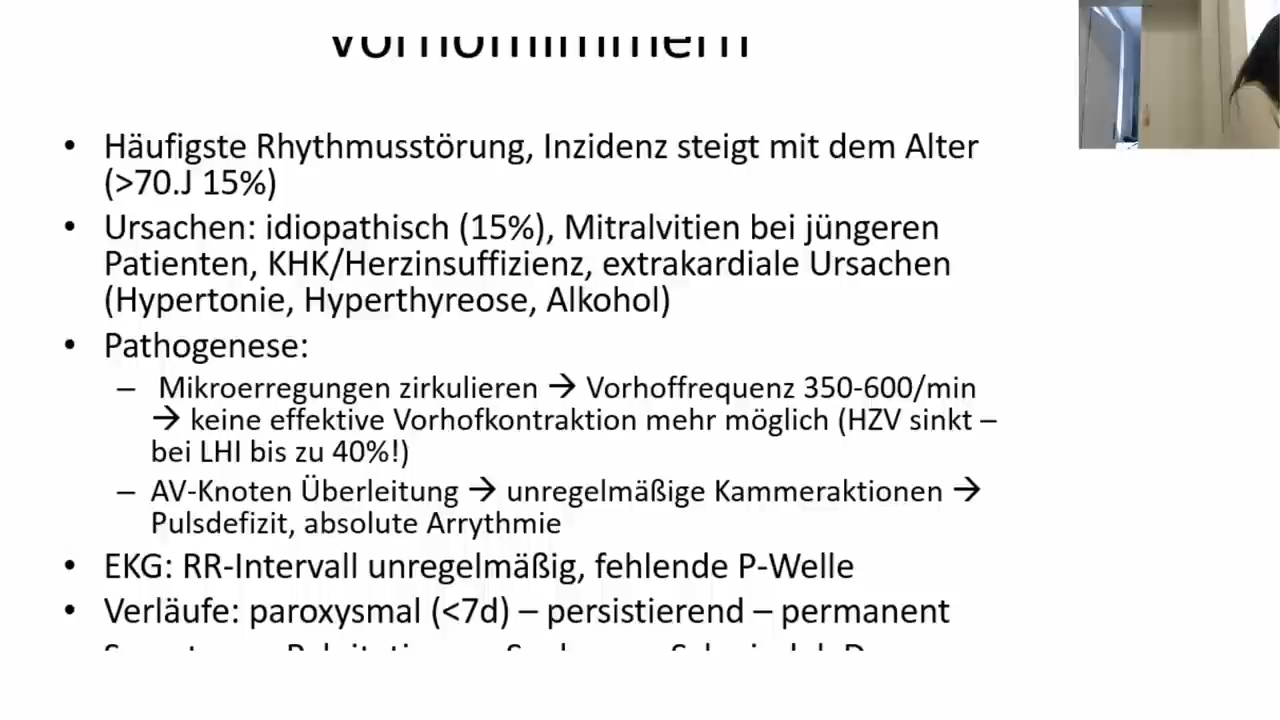 Häufigste Rhythmusstörung, Inzidenz steigt mit dem Alter
(>70.J 15%)
Ursachen: idiopathisch (15%), Mitralvitien bei jüngeren
Patienten, KHK/Herzinsuffizienz, extrakardiale Ursachen
(Hypertonie, Hyperthyreose, Alkohol)
Pathogenese:
– Mikroerregungen zirkulieren → Vorhoffrequenz 350-600/min
→ keine effektive Vorhofkontraktion mehr möglich (HZV sinkt –
bei LHI bis zu 40%!)
– AV-Knoten Überleitung → unregelmäßige Kammeraktionen →
Pulsdefizit, absolute Arrythmie
EKG: RR-Intervall unregelmäßig, fehlende P-Welle
Verläufe: paroxysmal (<7d) – persistierend – permanent